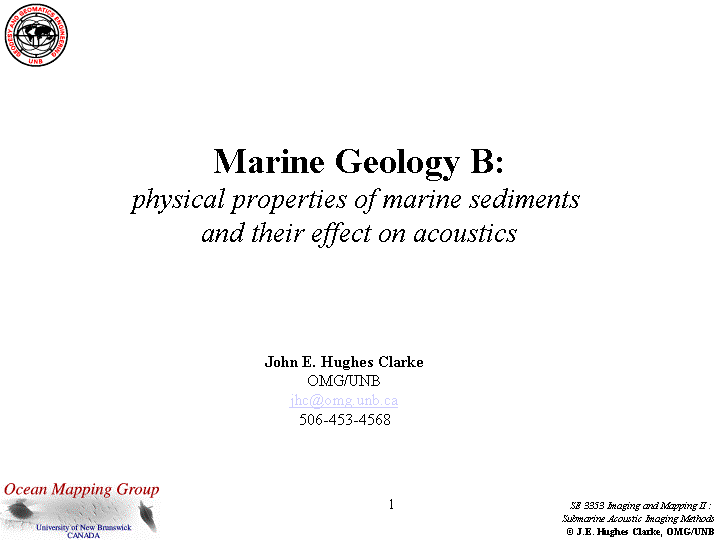 GEODESY AND GEOMATICS ENGINEERING
UNB
Marine Geology B:
physical properties of marine sediments
and their effect on acoustics
John E. Hughes Clarke
OMG/UNB
jhc@omg.unb.ca
506-453-4568
Ocean Mapping Group
University of New Brunswick
CANADA
1
SE 3353 Imaging and Mapping II :
Submarine Acoustic Imaging Methods
© J.E. Hughes Clarke, OMG/UNB